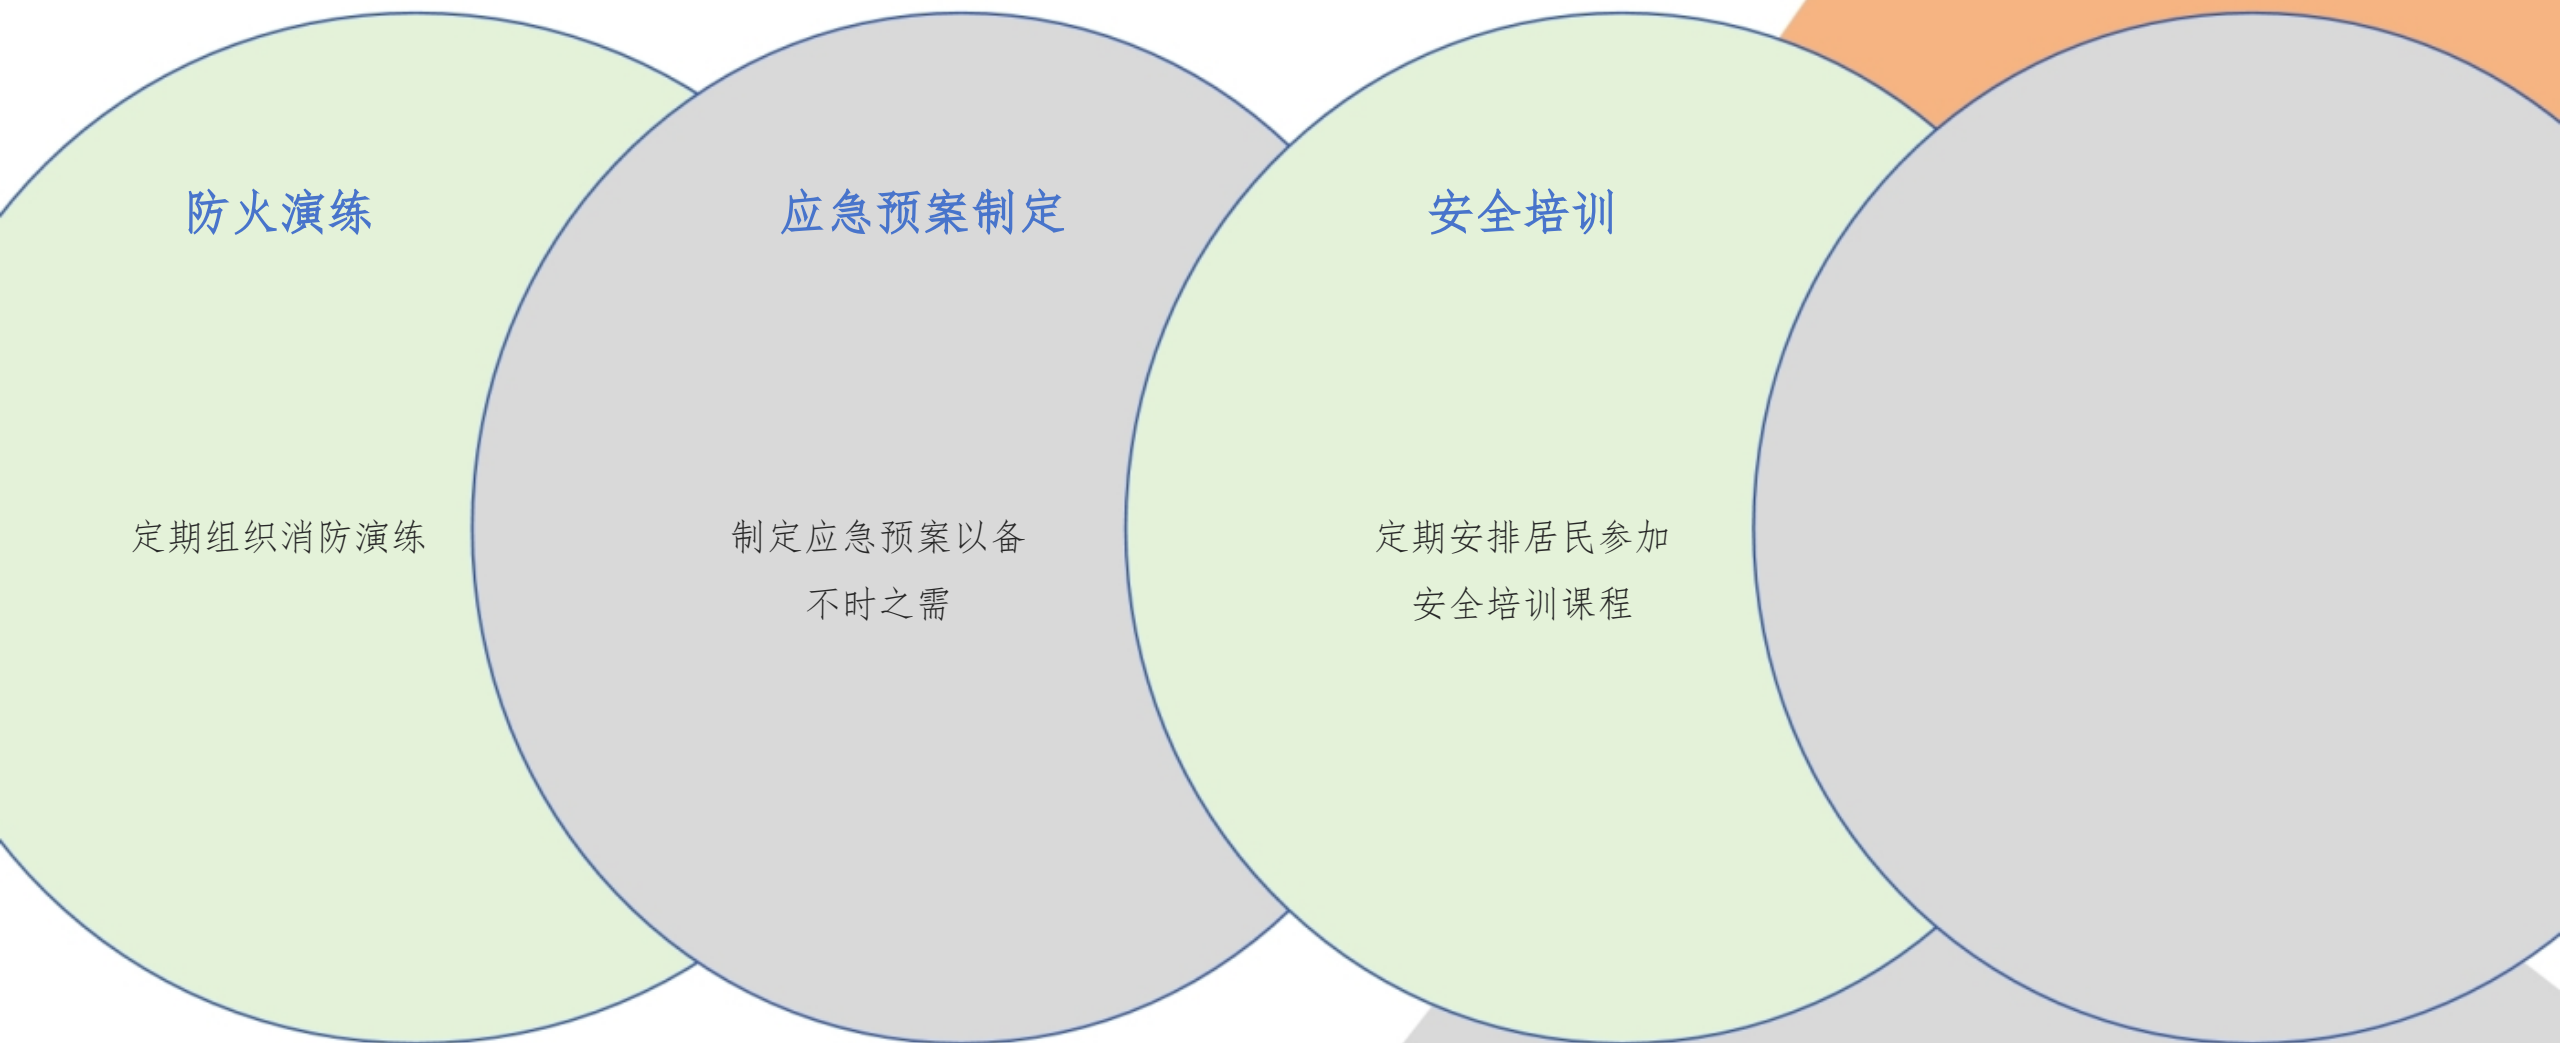 防火演练
定期组织消防演练
应急预案制定
制定应急预案以备
不时之需
安全培训
定期安排居民参加
安全培训课程